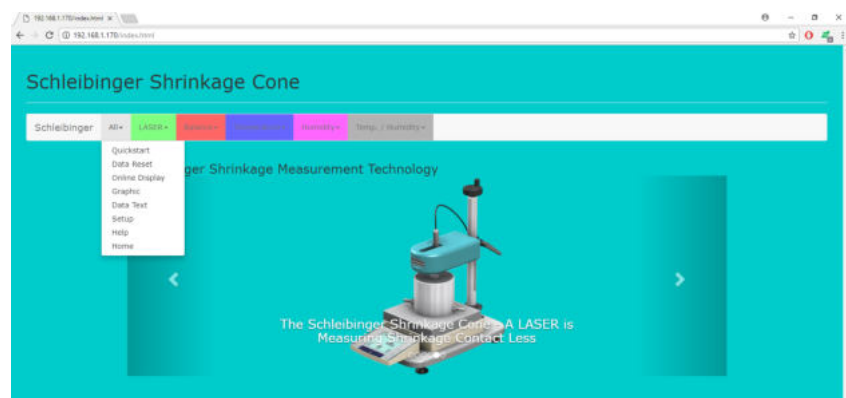 192.168.1.170/index.html
192.168.1.170/index.html
Schleibinger Shrinkage Cone
Schleibinger All LASER Humidity Temp. / Humidity
Quickstart
Data Reset
Online Display
Graphic
Data Text
Setup
Help
Home
ger Shrinkage Measurement Technology
The Schleibinger Shrinkage Cone - A LASER is
Measuring Shrinkage Contact Less